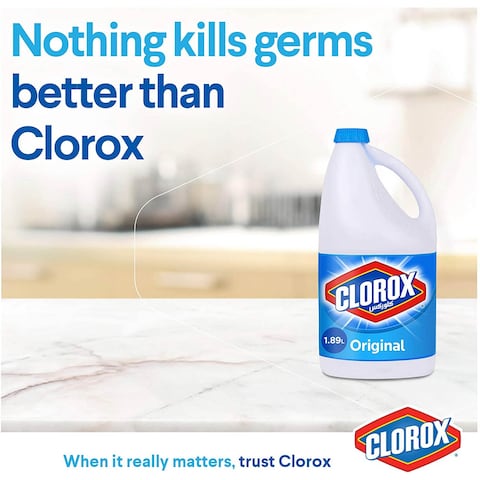 Nothing kills germs
better than
Clorox
CLOROX
كلوركس
1.89L
Original
When it really matters, trust Clorox
CLOROX